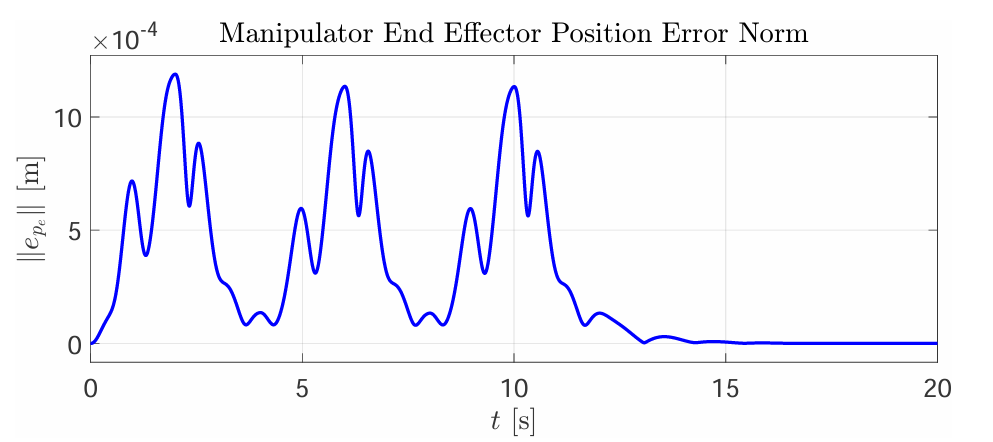 ×10⁻⁴
Manipulator End Effector Position Error Norm
10
5
0
||e_{p_e}|| [m]
0 5 10 15 20
t [s]